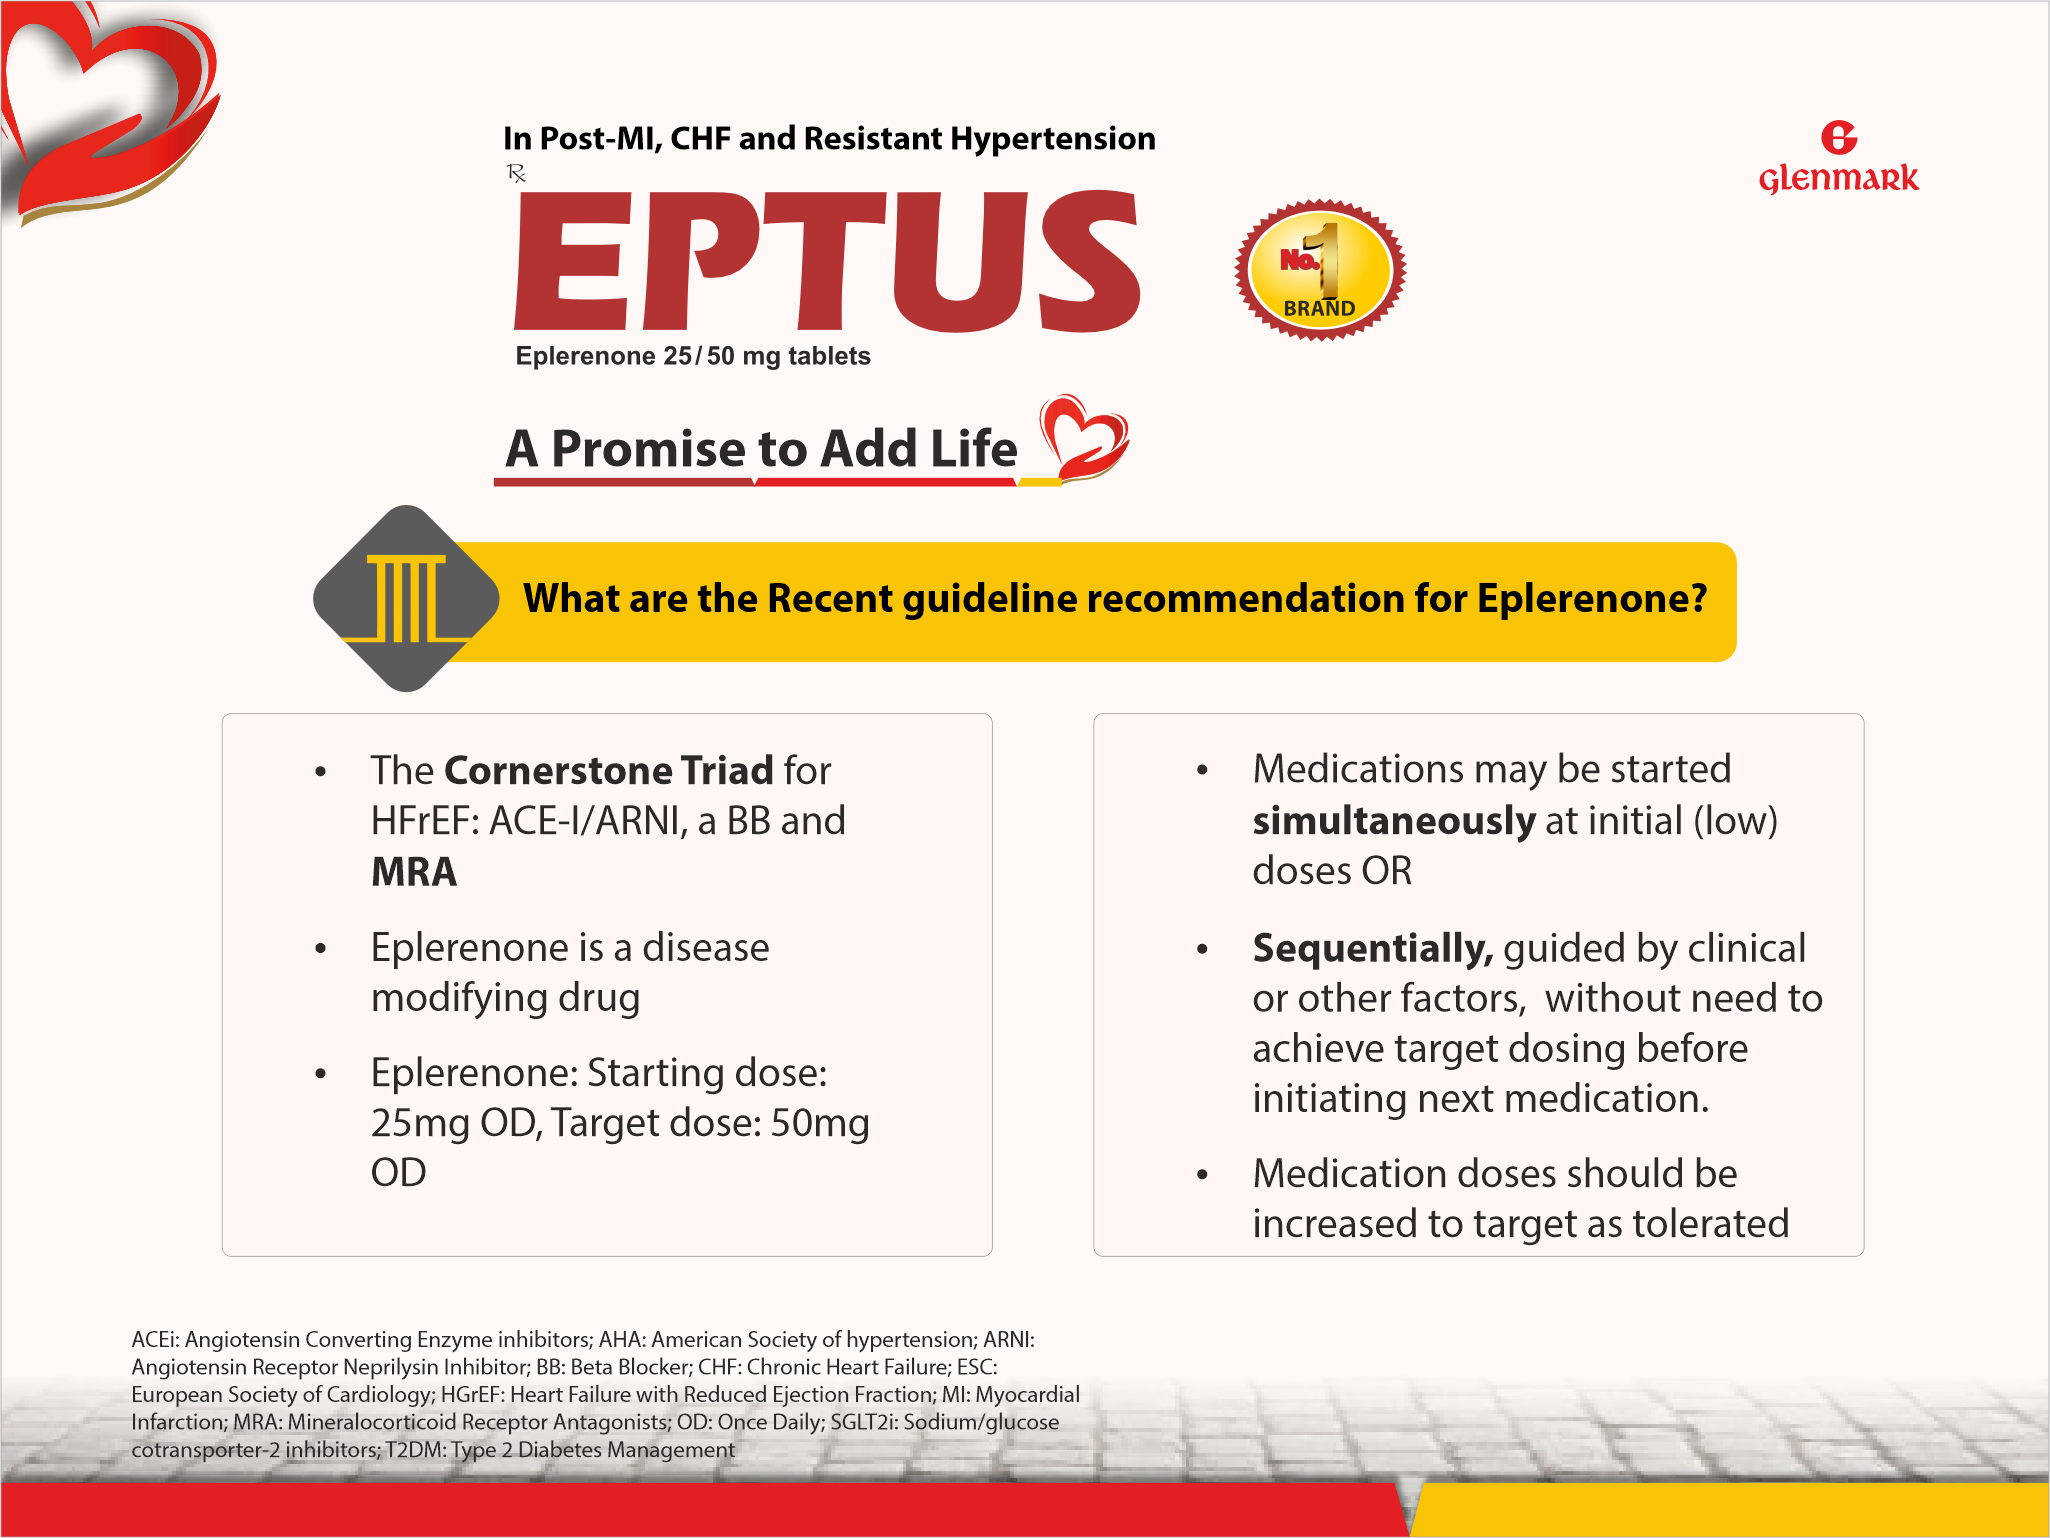 In Post-MI, CHF and Resistant Hypertension
Rx
EPTUS
Eplerenone 25/50 mg tablets
No.1
BRAND
glenmark
A Promise to Add Life
What are the Recent guideline recommendation for Eplerenone?
• The Cornerstone Triad for
HFrEF: ACE-I/ARNI, a BB and
MRA
• Eplerenone is a disease
modifying drug
• Eplerenone: Starting dose:
25mg OD, Target dose: 50mg
OD
• Medications may be started
simultaneously at initial (low)
doses OR
• Sequentially, guided by clinical
or other factors, without need to
achieve target dosing before
initiating next medication.
• Medication doses should be
increased to target as tolerated
ACEi: Angiotensin Converting Enzyme inhibitors; AHA: American Society of hypertension; ARNI:
Angiotensin Receptor Neprilysin Inhibitor; BB: Beta Blocker; CHF: Chronic Heart Failure; ESC:
European Society of Cardiology; HGrEF: Heart Failure with Reduced Ejection Fraction; MI: Myocardial
Infarction; MRA: Mineralocorticoid Receptor Antagonists; OD: Once Daily; SGLT2i: Sodium/glucose
cotransporter-2 inhibitors; T2DM: Type 2 Diabetes Management